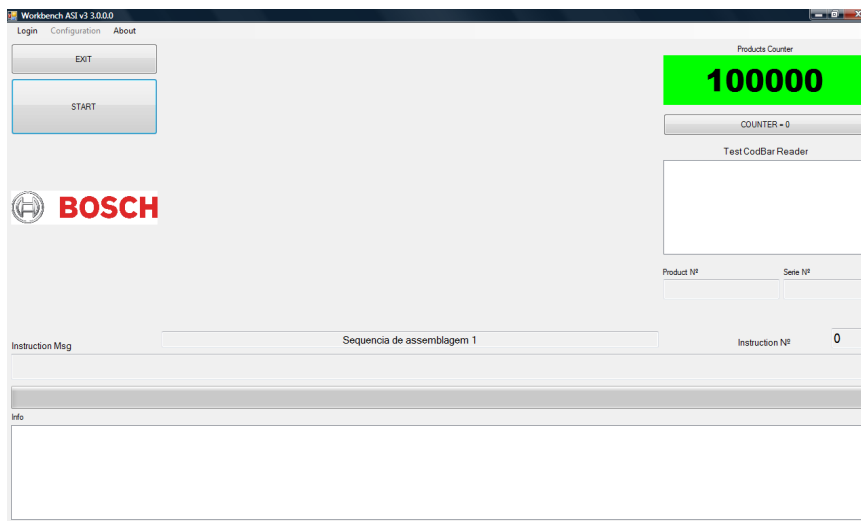 Workbench ASI v3 3.0.0.0
Login Configuration About
EXIT
START
BOSCH
Products Counter
100000
COUNTER = 0
Test CodBar Reader
Product Nº Serie Nº
Instruction Msg
Sequencia de assemblagem 1
Instruction Nº 0
Info